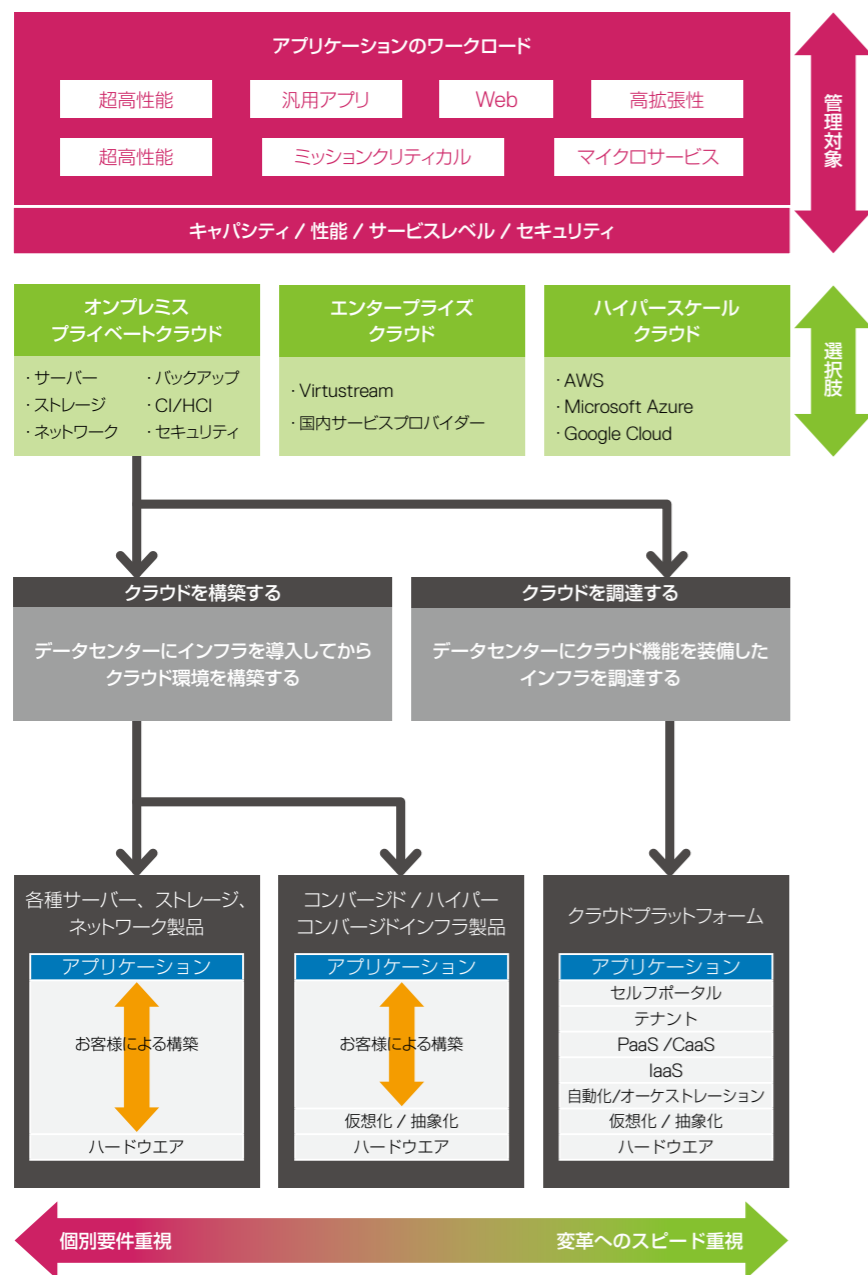 アプリケーションのワークロード
超高性能
汎用アプリ
Web
高拡張性
超高性能
ミッションクリティカル
マイクロサービス
キャパシティ / 性能 / サービスレベル / セキュリティ
管理対象
オンプレミス
プライベートクラウド
・サーバー
・ストレージ
・ネットワーク
・バックアップ
・CI/HCI
・セキュリティ
エンタープライズ
クラウド
・Virtustream
・国内サービスプロバイダー
ハイパースケール
クラウド
・AWS
・Microsoft Azure
・Google Cloud
選択肢
クラウドを構築する
データセンターにインフラを導入してから
クラウド環境を構築する
クラウドを調達する
データセンターにクラウド機能を装備した
インフラを調達する
各種サーバー、ストレージ、
ネットワーク製品
アプリケーション
お客様による構築
ハードウエア
コンバージド / ハイパー
コンバージドインフラ製品
アプリケーション
お客様による構築
仮想化 / 抽象化
ハードウエア
クラウドプラットフォーム
アプリケーション
セルフポータル
テナント
PaaS /CaaS
IaaS
自動化/オーケストレーション
仮想化 / 抽象化
ハードウエア
個別要件重視
変革へのスピード重視